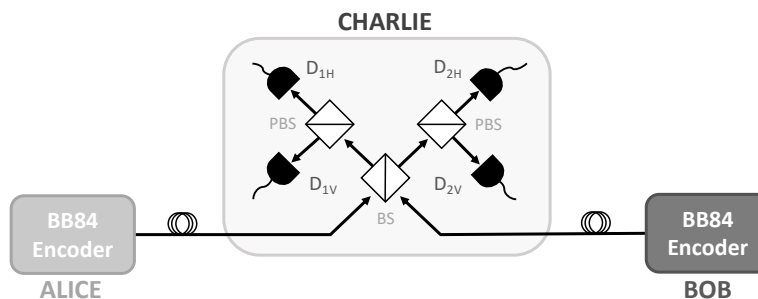 CHARLIE
D1H
D2H
PBS
PBS
D1V
D2V
BS
BB84
Encoder
ALICE
BB84
Encoder
BOB